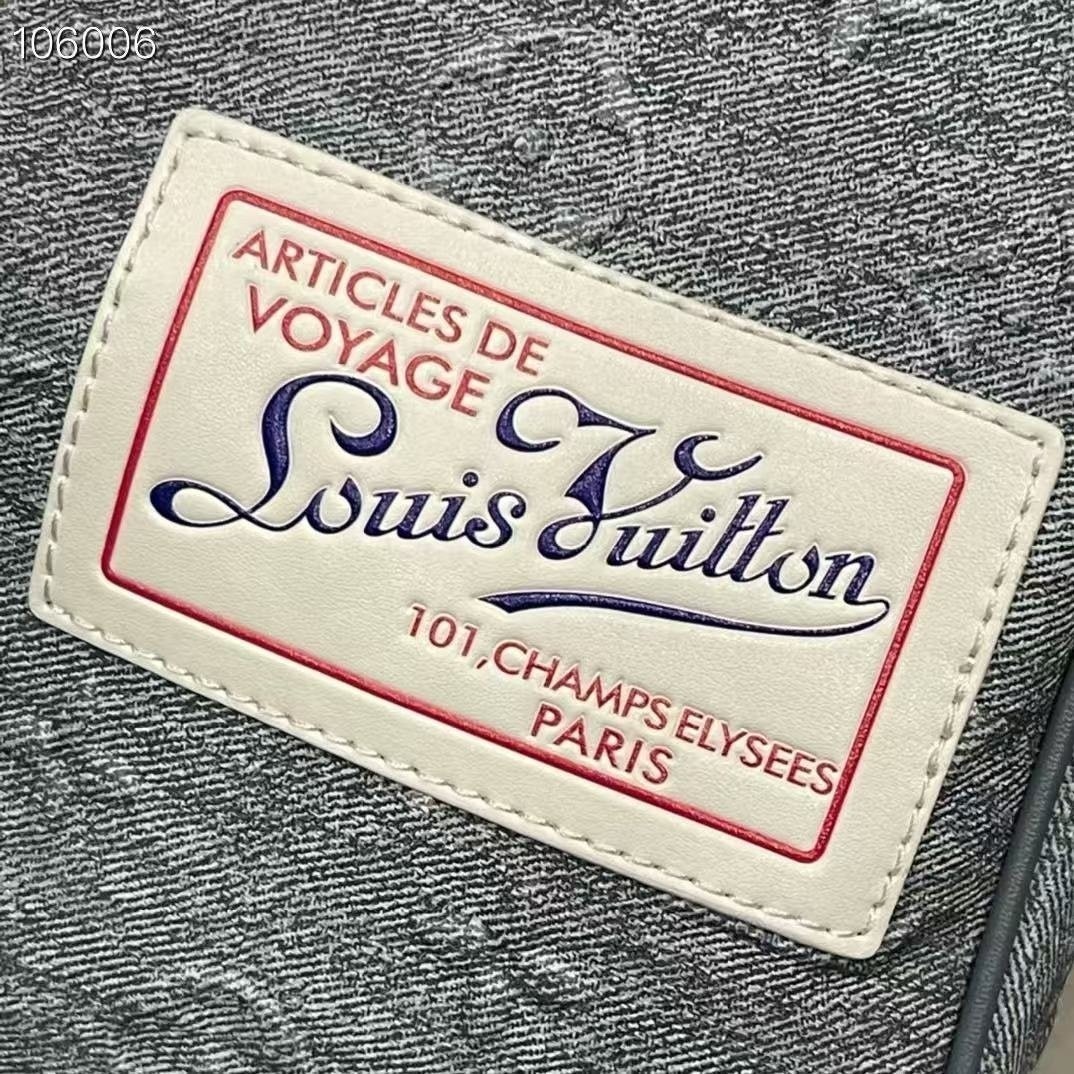 106006
ARTICLES DE
VOYAGE
Louis Vuitton
101, CHAMPS ELYSEES
PARIS